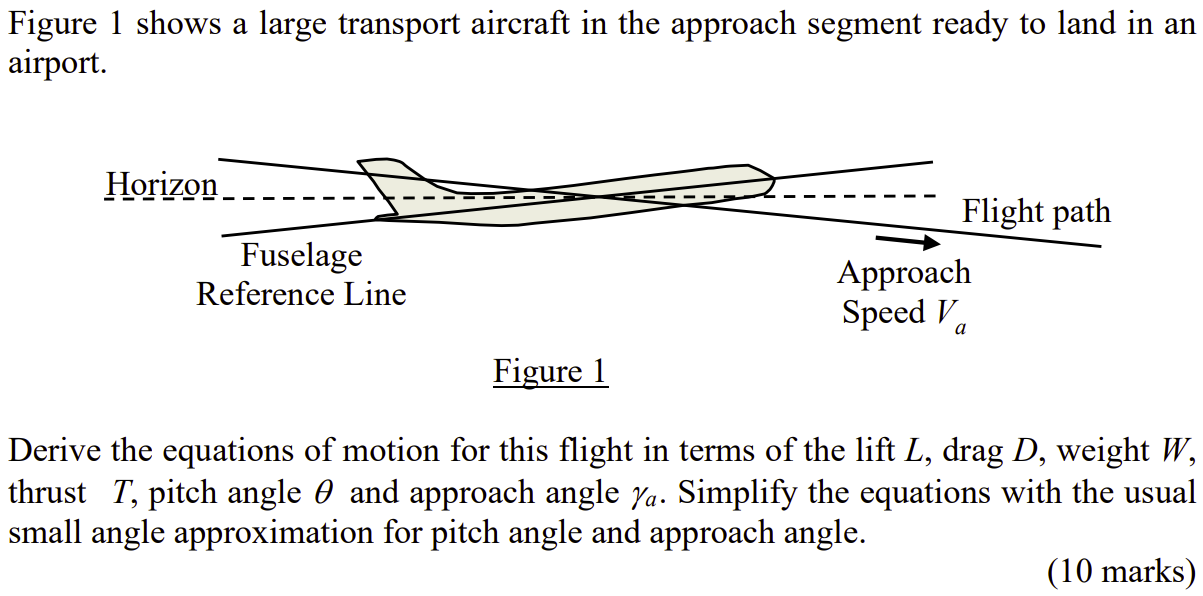 Figure 1 shows a large transport aircraft in the approach segment ready to land in an
airport.
Horizon
Flight path
Fuselage
Reference Line
Approach
Speed Vₐ
Figure 1
Derive the equations of motion for this flight in terms of the lift L, drag D, weight W,
thrust T, pitch angle θ and approach angle γₐ. Simplify the equations with the usual
small angle approximation for pitch angle and approach angle.
(10 marks)